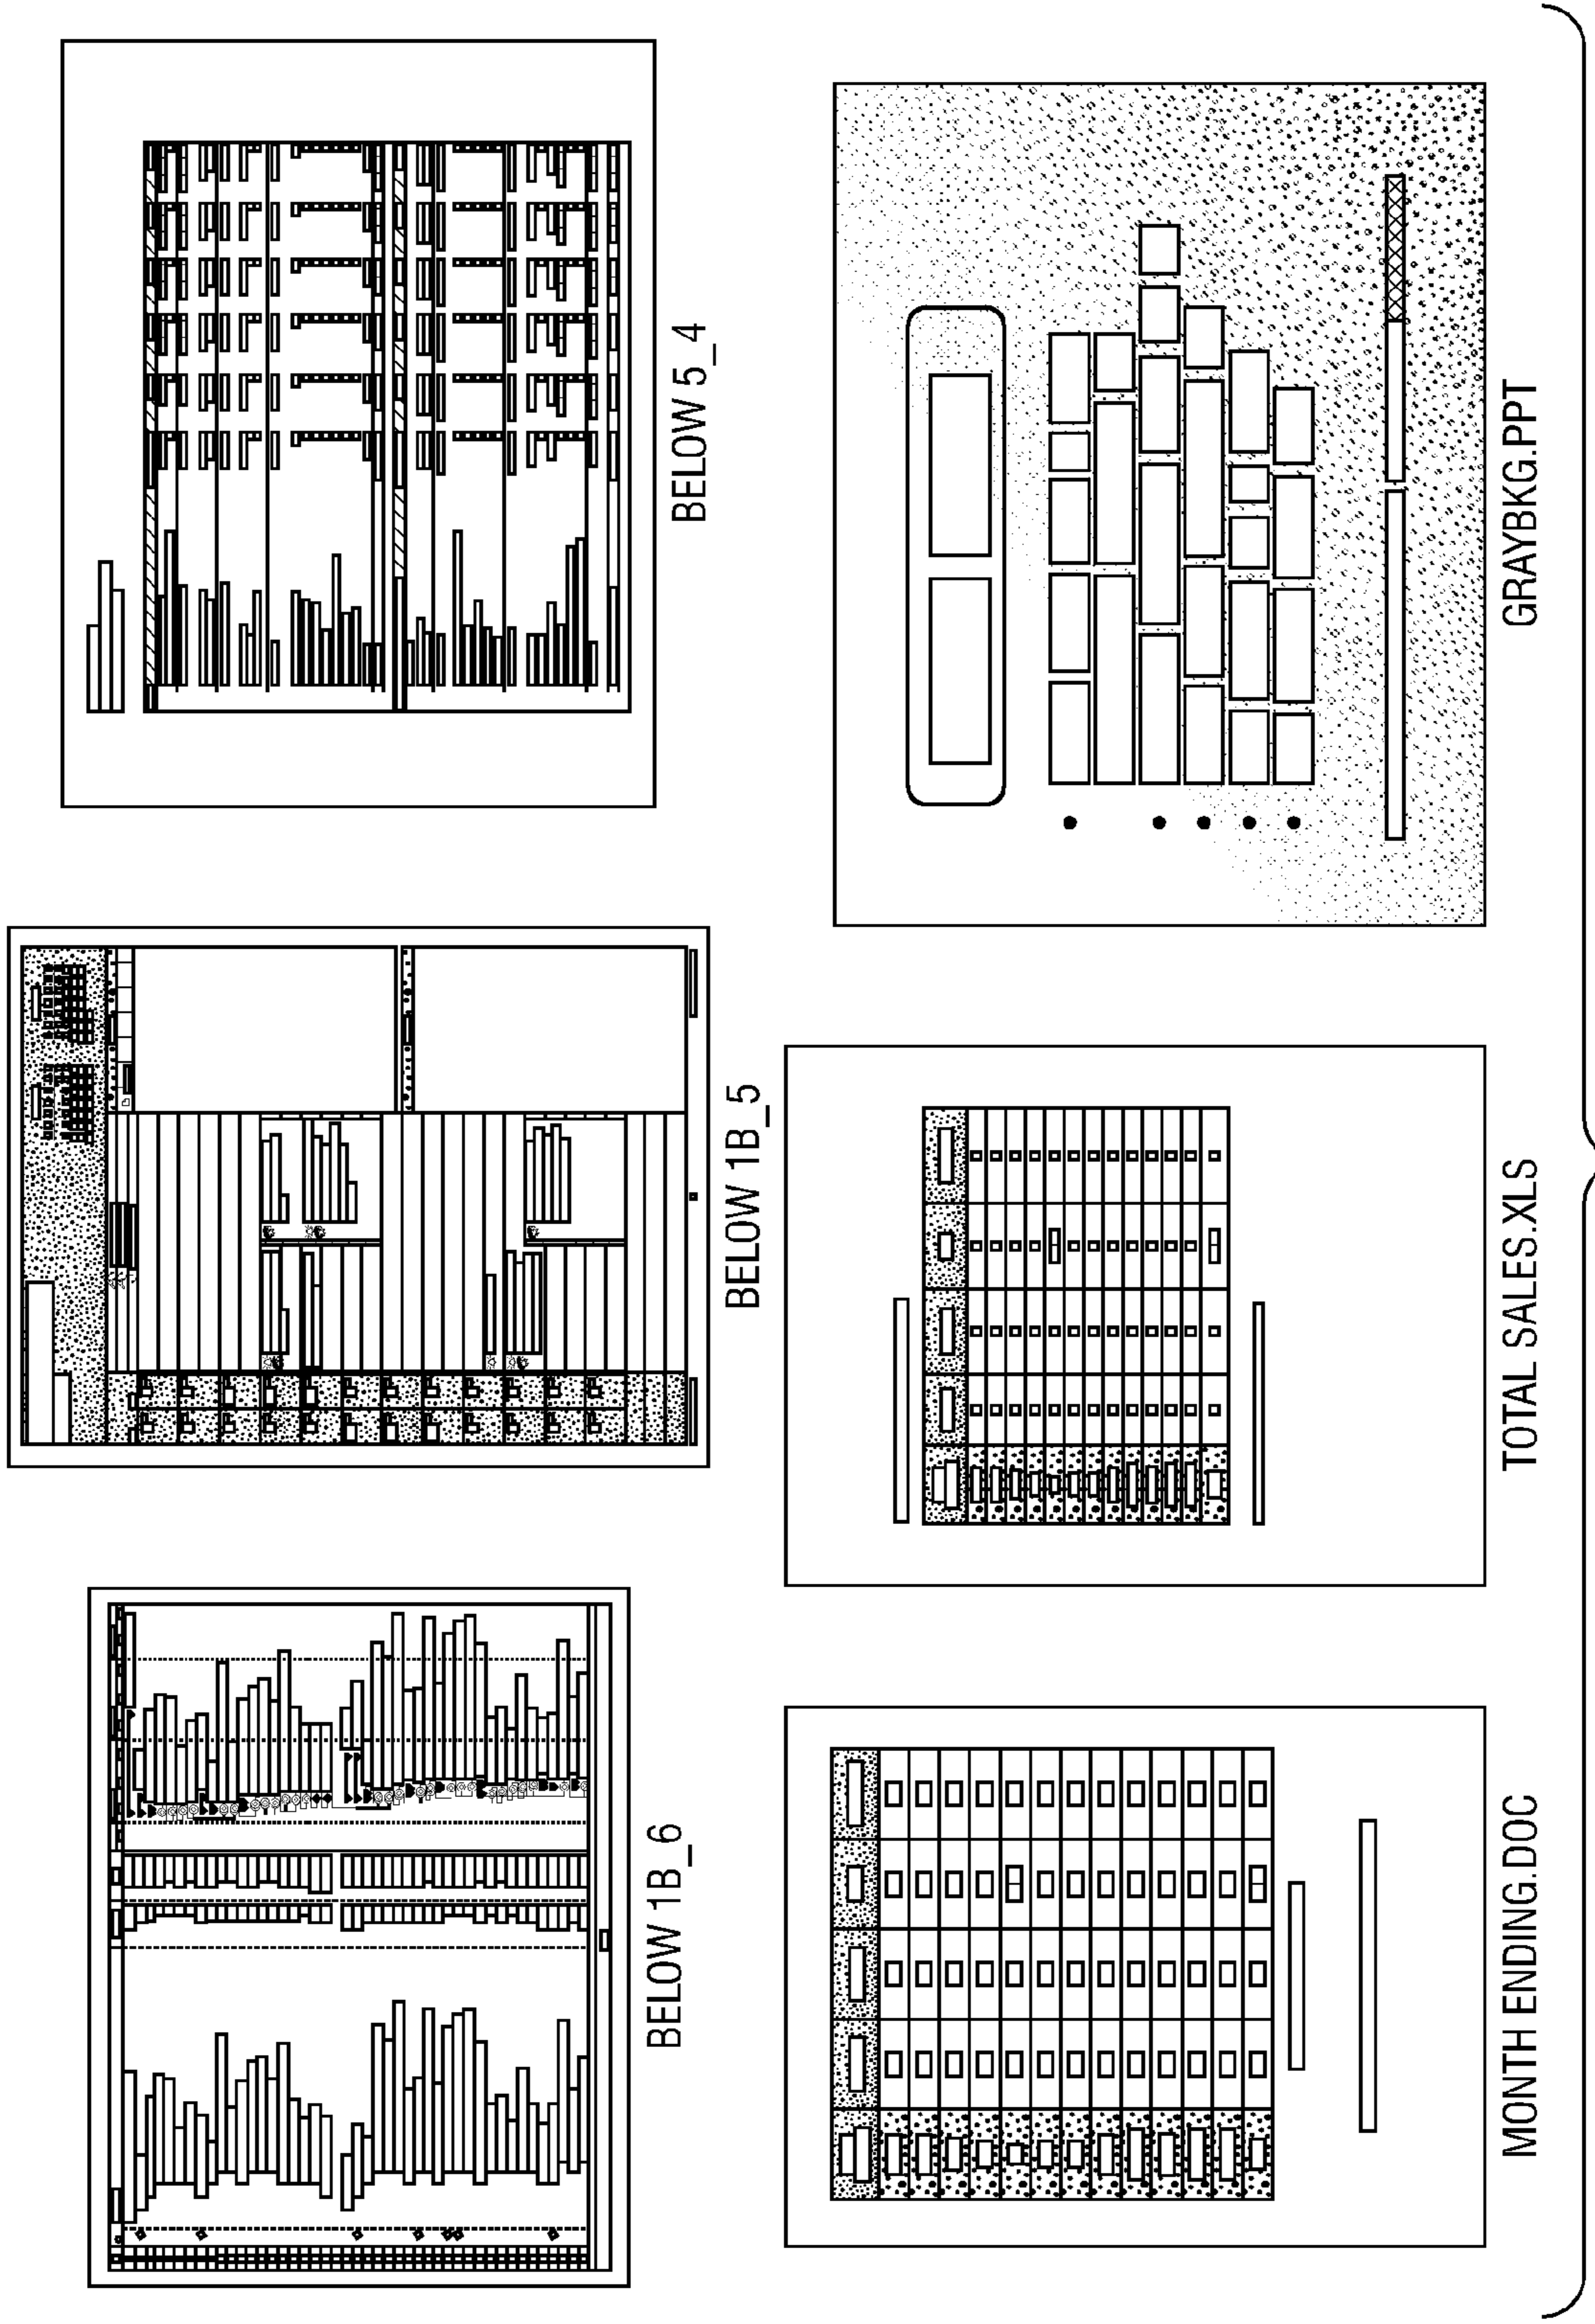 BELOW 1B_6
BELOW 1B_5
BELOW 5_4
MONTH ENDING.DOC
TOTAL SALES.XLS
GRAYBKG.PPT